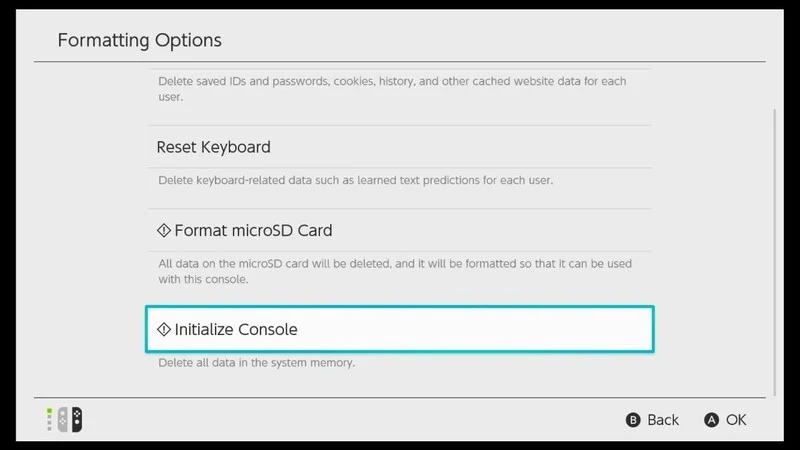 Formatting Options
Delete saved IDs and passwords, cookies, history, and other cached website data for each
user.
Reset Keyboard
Delete keyboard-related data such as learned text predictions for each user.
Format microSD Card
All data on the microSD card will be deleted, and it will be formatted so that it can be used
with this console.
Initialize Console
Delete all data in the system memory.
B Back A OK